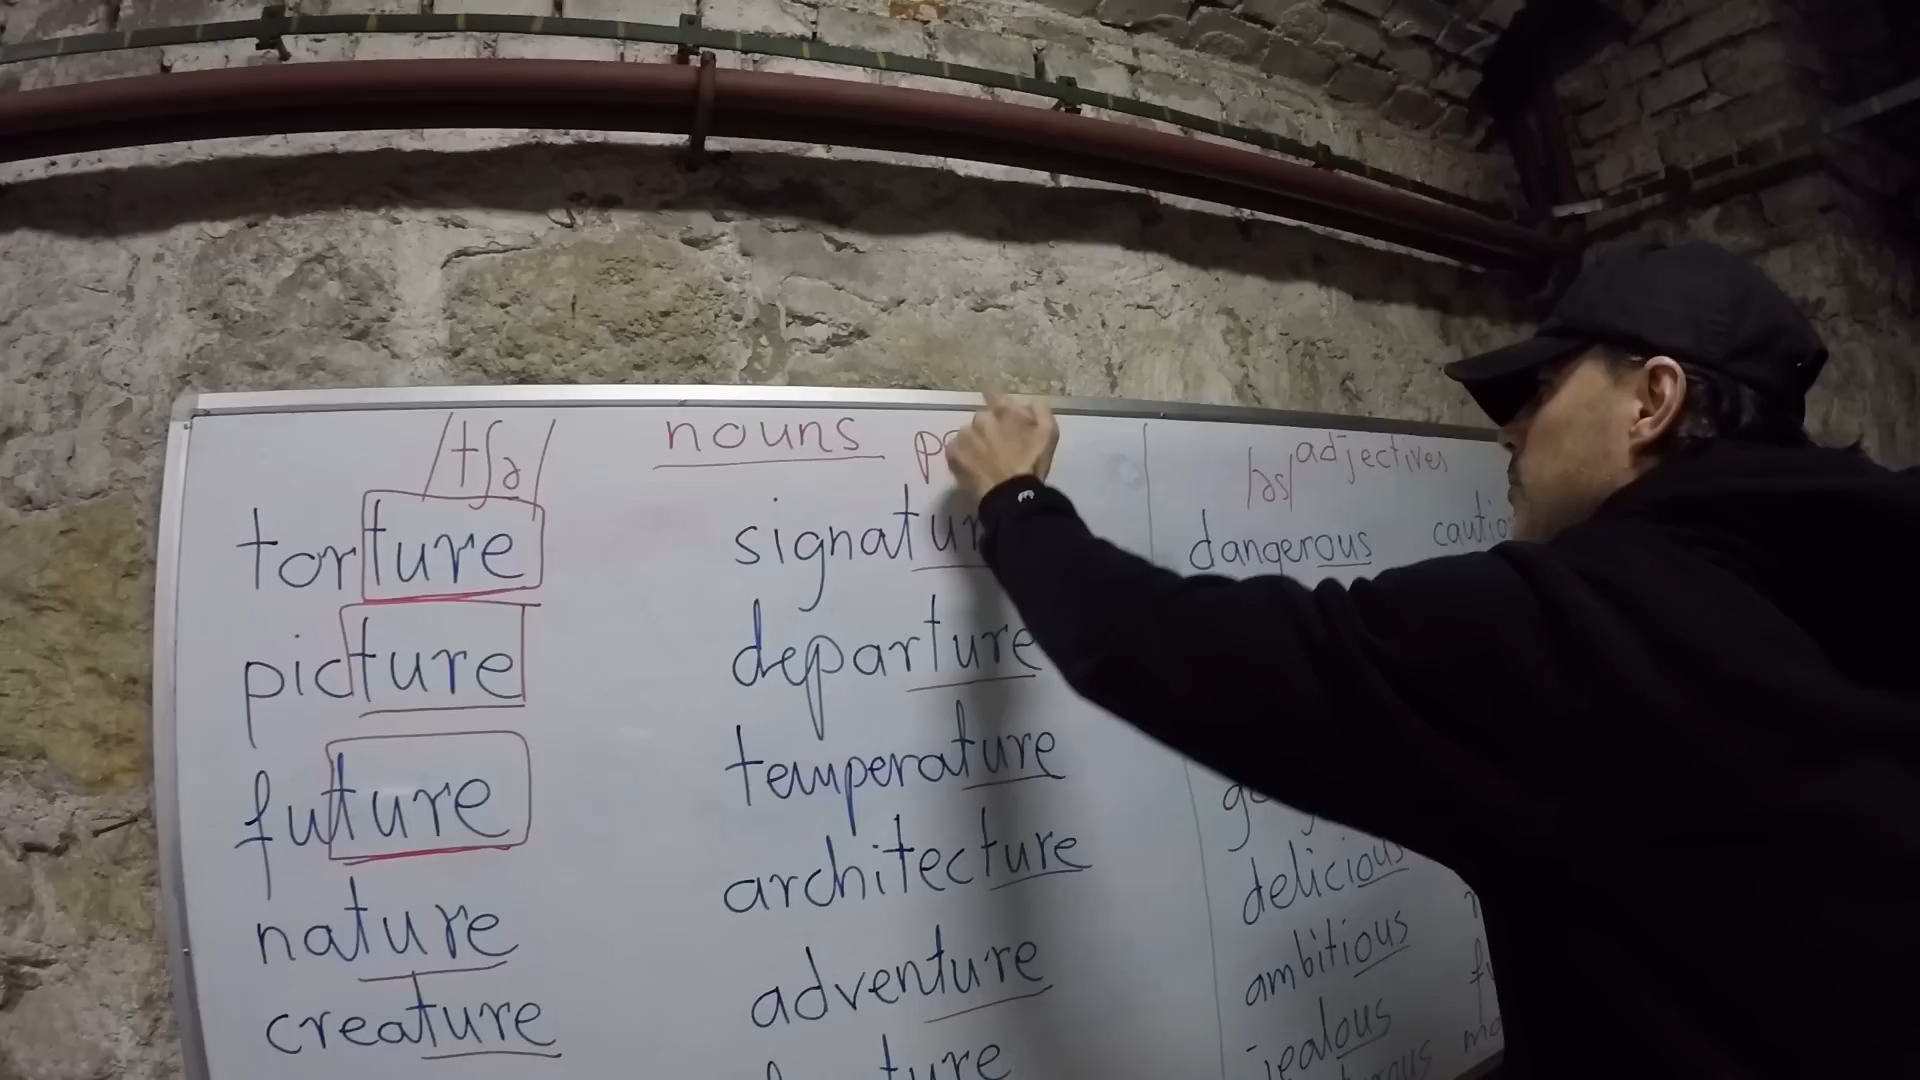 /tʃə/ nouns
torture
picture
future
nature
creature
signature
departure
temperature
architecture
adventure
/əs/ adjectives
dangerous
delicious
ambitious
jealous